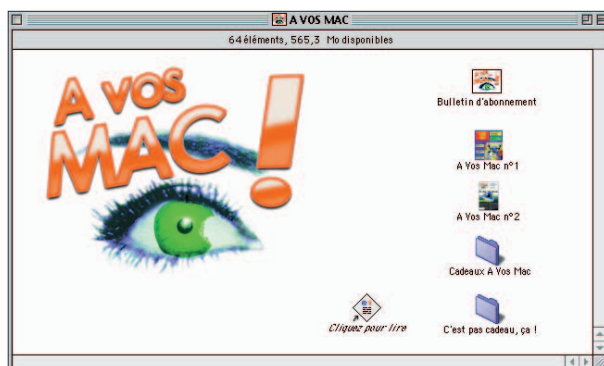 A VOS MAC
64 éléments, 565,3 Mo disponibles
A VOS
MAC !
Bulletin d'abonnement
A Vos Mac n°1
A Vos Mac n°2
Cadeaux A Vos Mac
Cliquez pour lire
C'est pas cadeau, ça !